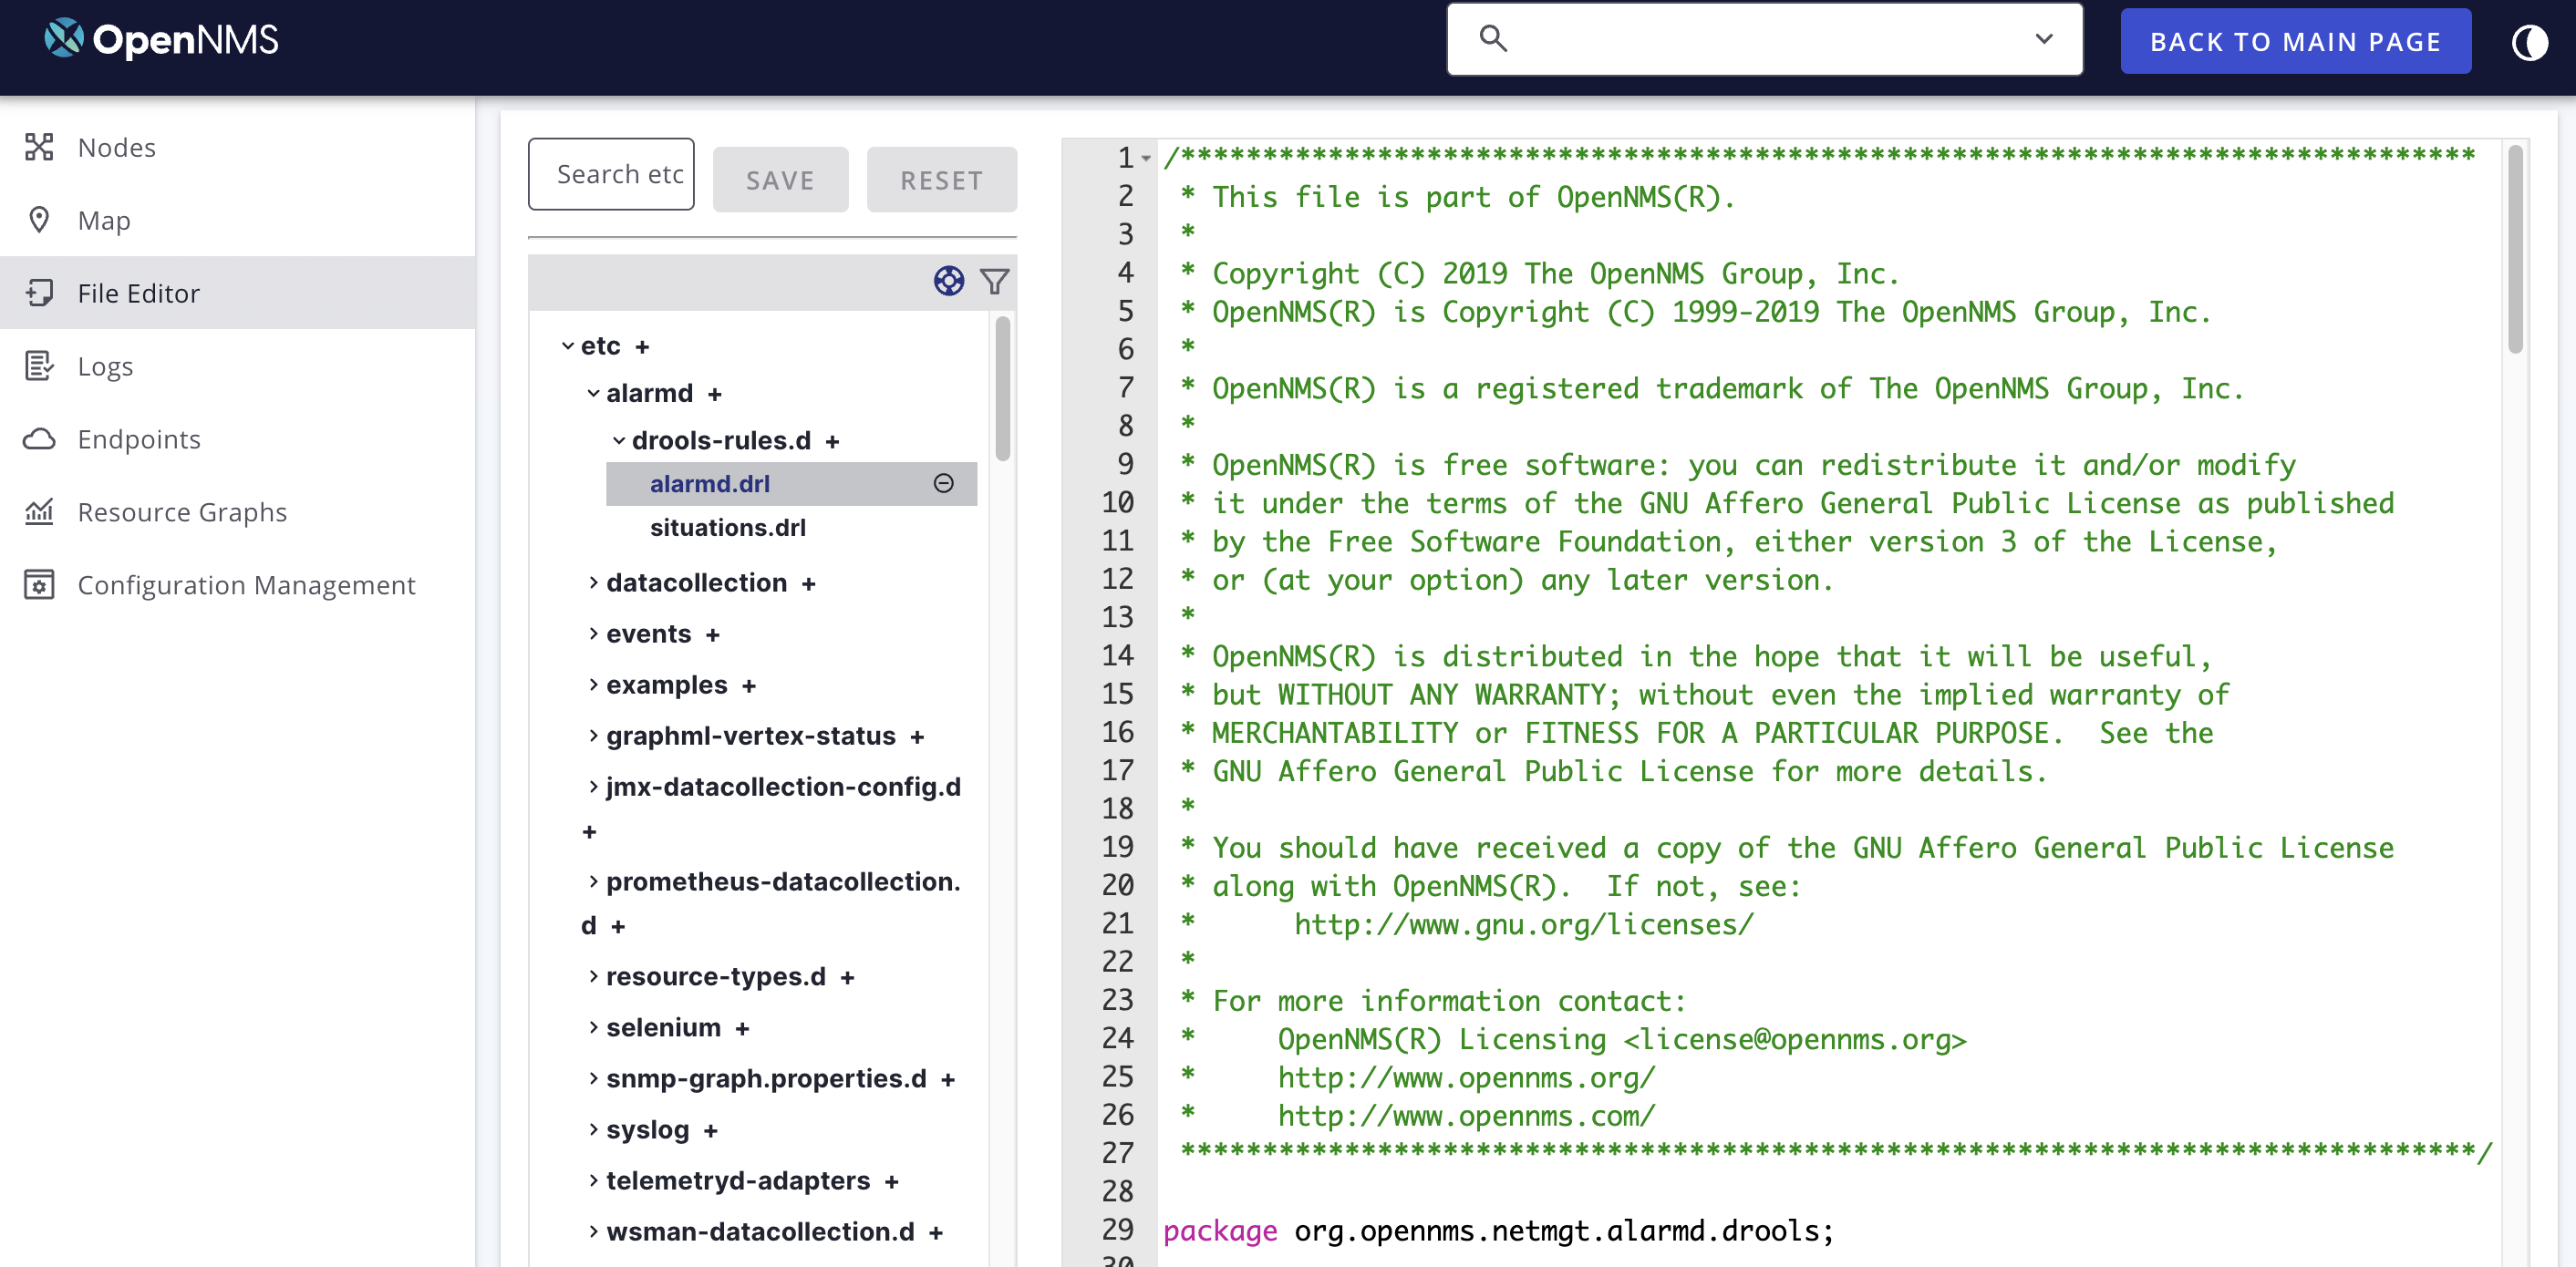 OpenNMS
BACK TO MAIN PAGE
Nodes
Map
File Editor
Logs
Endpoints
Resource Graphs
Configuration Management
Search etc
SAVE
RESET
etc +
alarmd +
drools-rules.d +
alarmd.drl
situations.drl
datacollection +
events +
examples +
graphml-vertex-status +
jmx-datacollection-config.d
+
prometheus-datacollection.
d +
resource-types.d +
selenium +
snmp-graph.properties.d +
syslog +
telemetryd-adapters +
wsman-datacollection.d +
1 /*******************************************************************************
2  * This file is part of OpenNMS(R).
3  *
4  * Copyright (C) 2019 The OpenNMS Group, Inc.
5  * OpenNMS(R) is Copyright (C) 1999-2019 The OpenNMS Group, Inc.
6  *
7  * OpenNMS(R) is a registered trademark of The OpenNMS Group, Inc.
8  *
9  * OpenNMS(R) is free software: you can redistribute it and/or modify
10  * it under the terms of the GNU Affero General Public License as published
11  * by the Free Software Foundation, either version 3 of the License,
12  * or (at your option) any later version.
13  *
14  * OpenNMS(R) is distributed in the hope that it will be useful,
15  * but WITHOUT ANY WARRANTY; without even the implied warranty of
16  * MERCHANTABILITY or FITNESS FOR A PARTICULAR PURPOSE.  See the
17  * GNU Affero General Public License for more details.
18  *
19  * You should have received a copy of the GNU Affero General Public License
20  * along with OpenNMS(R).  If not, see:
21  *      http://www.gnu.org/licenses/
22  *
23  * For more information contact:
24  *     OpenNMS(R) Licensing <license@opennms.org>
25  *     http://www.opennms.org/
26  *     http://www.opennms.com/
27  *******************************************************************************/
28
29 package org.opennms.netmgt.alarmd.drools;
30